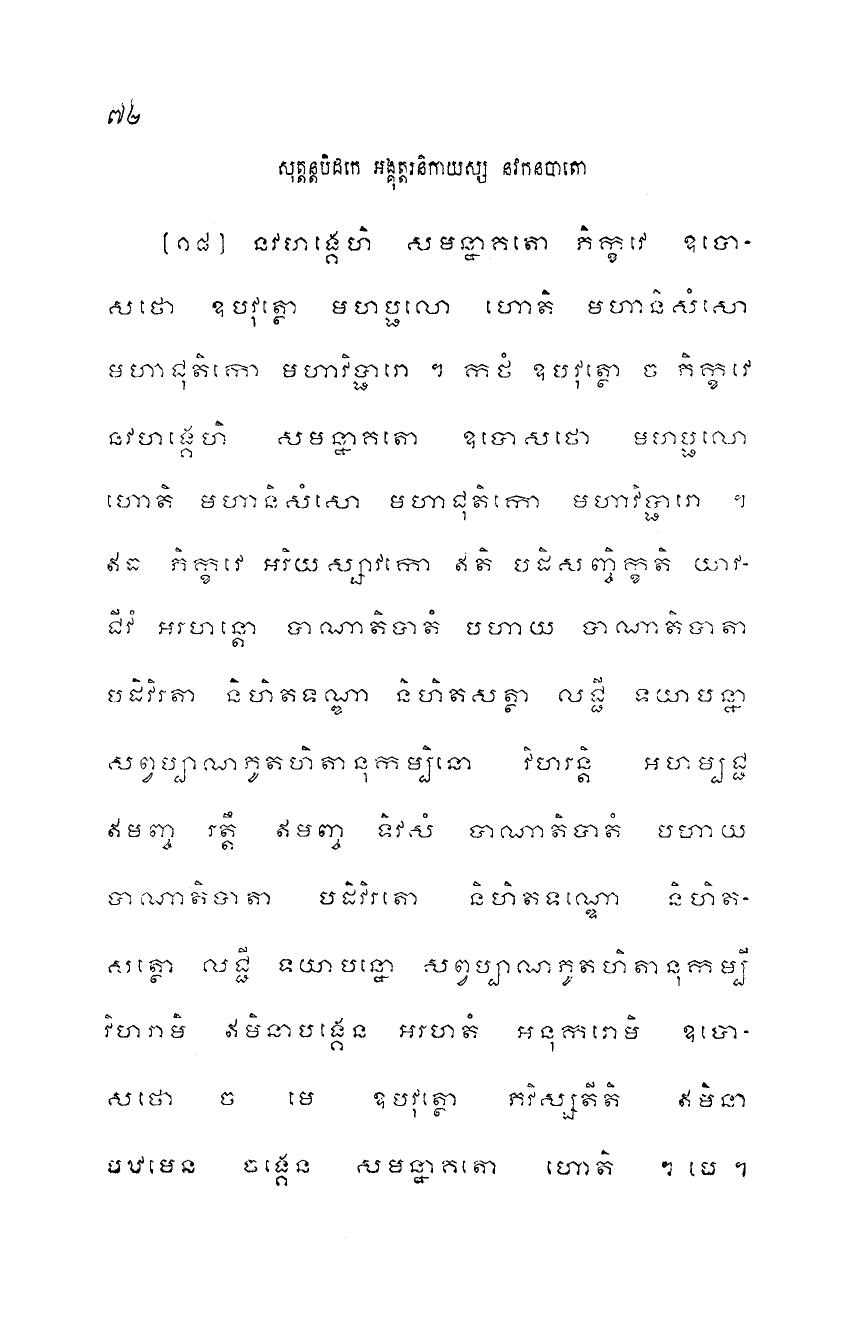 ៧៤
សុត្តន្តបិដកេ អង្គុត្តរនិកាយស្ស នវកនិបាតោ
(១៨) នវហង្គេហិ សមន្នាគតោ ភិក្ខវេ ឧបោ-
សថោ ឧបវុត្ថោ មហប្ផលោ ហោតិ មហានិសំសោ
មហាជុតិកោ មហាវិប្ផារោ ។ កថំ ឧបវុត្ថោ ច ភិក្ខវេ
នវហង្គេហិ សមន្នាគតោ ឧបោសថោ មហប្ផលោ
ហោតិ មហានិសំសោ មហាជុតិកោ មហាវិប្ផារោ ។
ឥធ ភិក្ខវេ អរិយស្សាវកោ ឥតិ បដិសញ្ចិក្ខតិ យាវ-
ជីវំ អរហន្តោ បាណាតិបាតំ បហាយ បាណាតិបាតា
បដិវិរតា និហិតទណ្ឌា និហិតសត្ថា លជ្ជី ទយាបន្នា
សព្វប្បាណភូតហិតានុកម្បិនោ វិហរន្តិ អហម្បជ្ជ
ឥមញ្ច រត្តឹ ឥមញ្ច ទិវសំ បាណាតិបាតំ បហាយ
បាណាតិបាតា បដិវិរតោ និហិតទណ្ឌោ និហិត-
សត្ថោ លជ្ជី ទយាបន្នោ សព្វប្បាណភូតហិតានុកម្បី
វិហរាមិ ឥមិនាបង្គេន អរហតំ អនុករោមិ ឧបោ-
សថោ ច មេ ឧបវុត្ថោ ភវិស្សតីតិ ឥមិនា
បឋមេន ចង្គេន សមន្នាគតោ ហោតិ ។ បេ ។